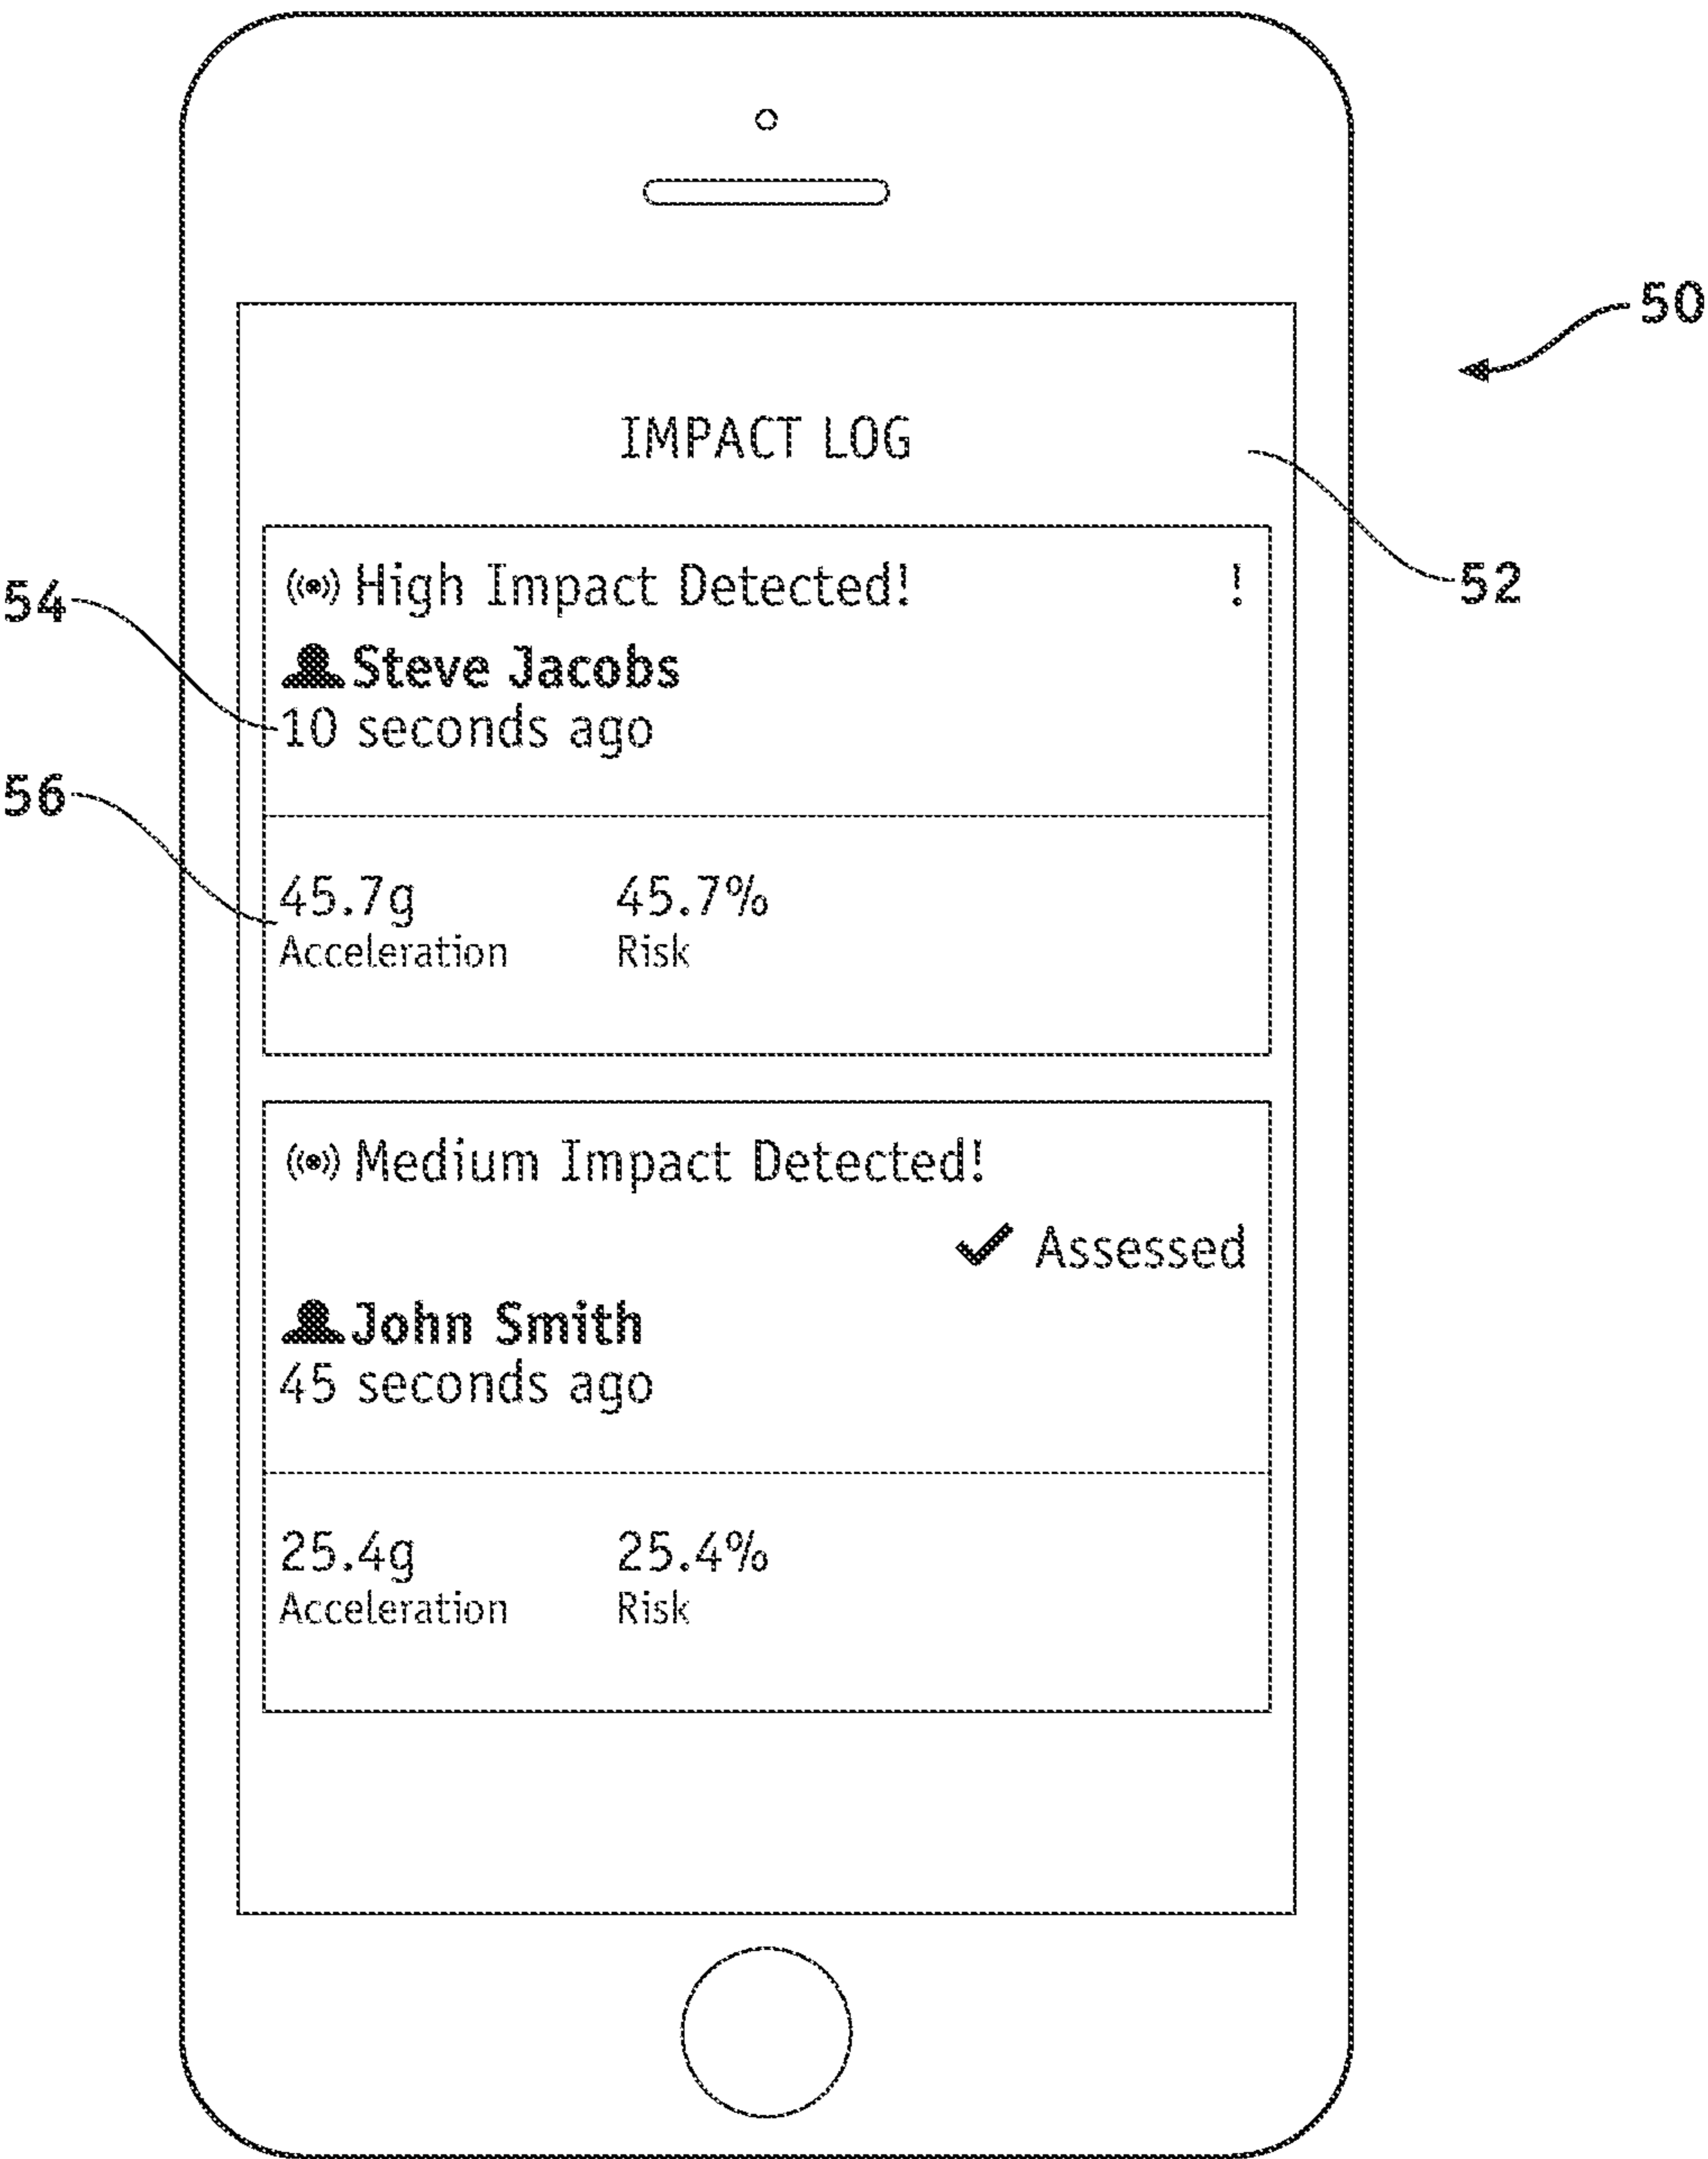 50
IMPACT LOG
52
High Impact Detected! !
54
Steve Jacobs
10 seconds ago
56
45.7g 45.7%
Acceleration Risk
Medium Impact Detected!
✓ Assessed
John Smith
45 seconds ago
25.4g 25.4%
Acceleration Risk